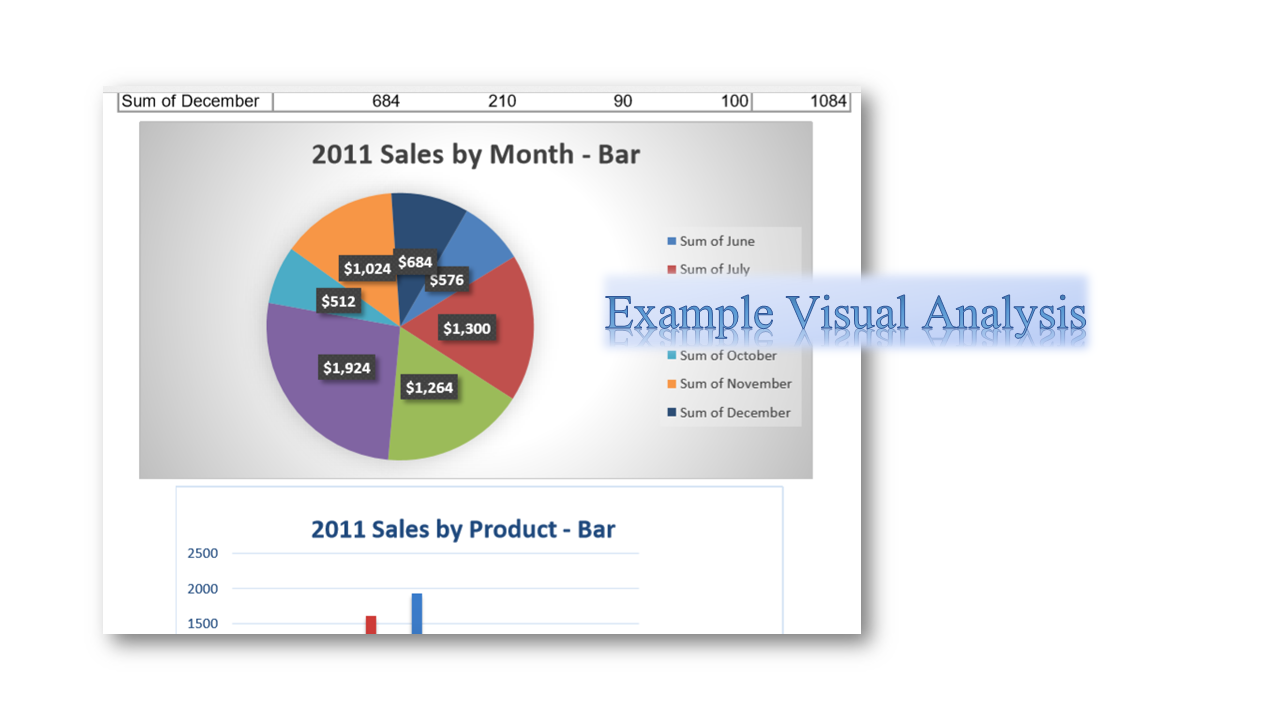 Sum of December 684 210 90 100 1084
2011 Sales by Month - Bar
Sum of June
Sum of July
$684
$1,024
$576
$512
$1,300
Example Visual Analysis
Sum of October
$1,924
Sum of November
$1,264
Sum of December
2011 Sales by Product - Bar
2500
2000
1500